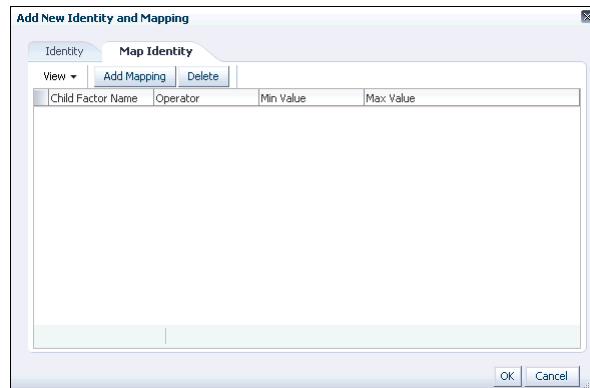 Add New Identity and Mapping
Identity Map Identity
View Add Mapping Delete
Child Factor Name Operator Min Value Max Value
OK Cancel